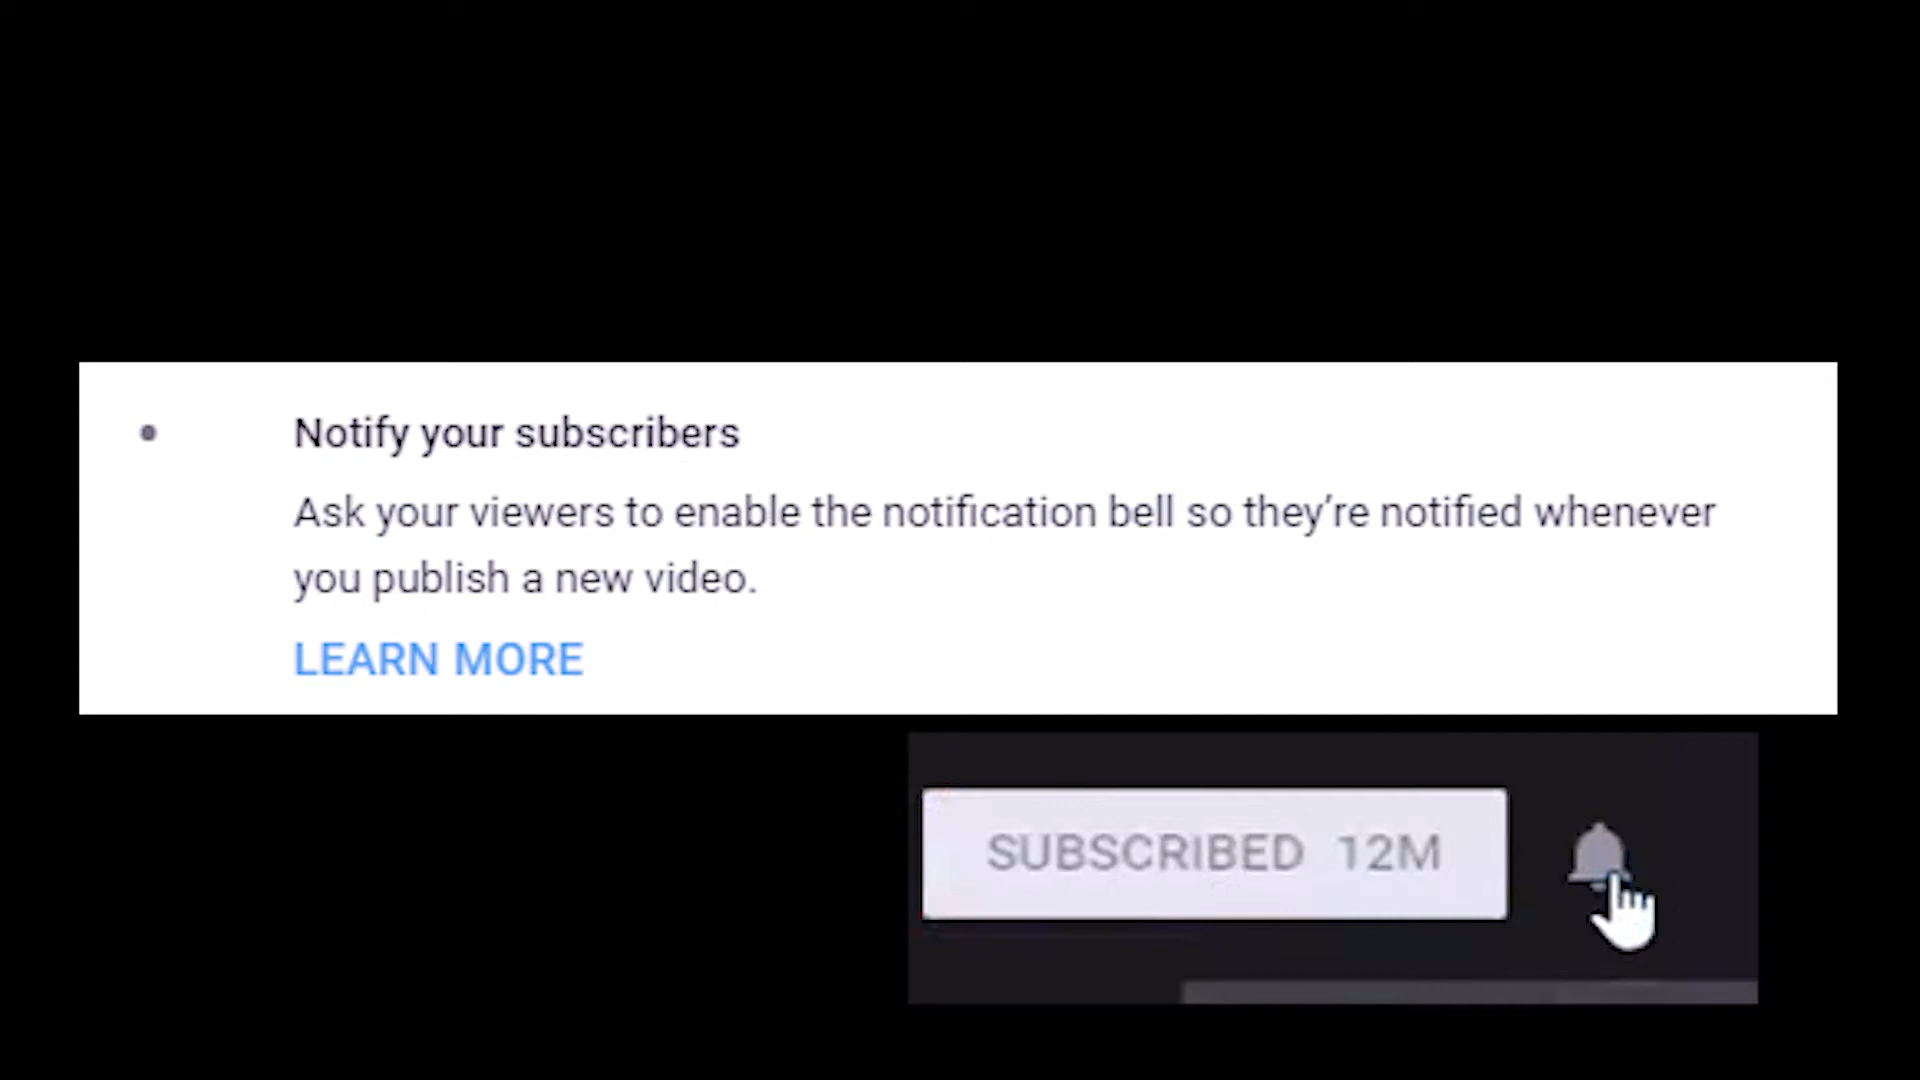 Notify your subscribers
Ask your viewers to enable the notification bell so they’re notified whenever
you publish a new video.
LEARN MORE
SUBSCRIBED 12M